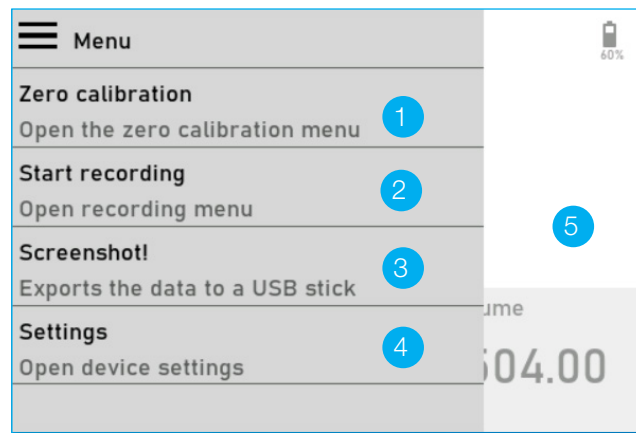 Menu
60%
Zero calibration
Open the zero calibration menu
1
Start recording
Open recording menu
2
5
Screenshot!
Exports the data to a USB stick
3
ume
Settings
Open device settings
4
504.00